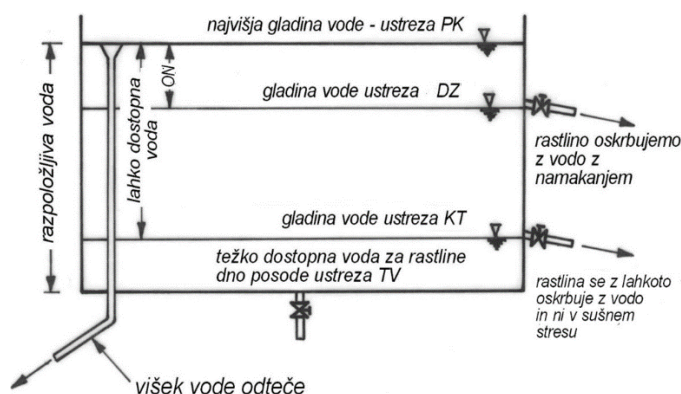 najvišja gladina vode - ustreza PK
razpoložljiva voda
lahko dostopna
voda
ON
gladina vode ustreza DZ
rastlino oskrbujemo
z vodo z
namakanjem
gladina vode ustreza KT
težko dostopna voda za rastline
dno posode ustreza TV
rastlina se z lahkoto
oskrbuje z vodo
in ni v sušnem
stresu
višek vode odteče